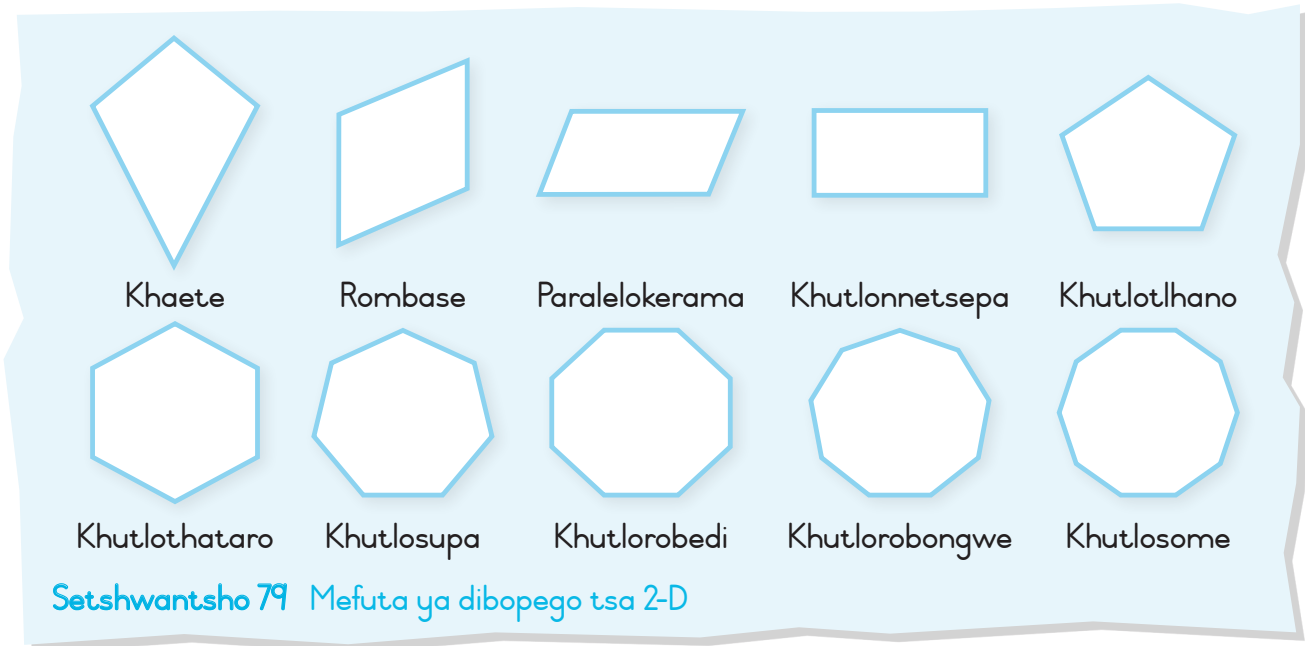 Khaete Rombase Paralelokerama Khutlonnetsepa Khutlotlhano
Khutlothataro Khutlosupa Khutlorobedi Khutlorobongwe Khutlosome
Setshwantsho 79 Mefuta ya dibopego tsa 2-D